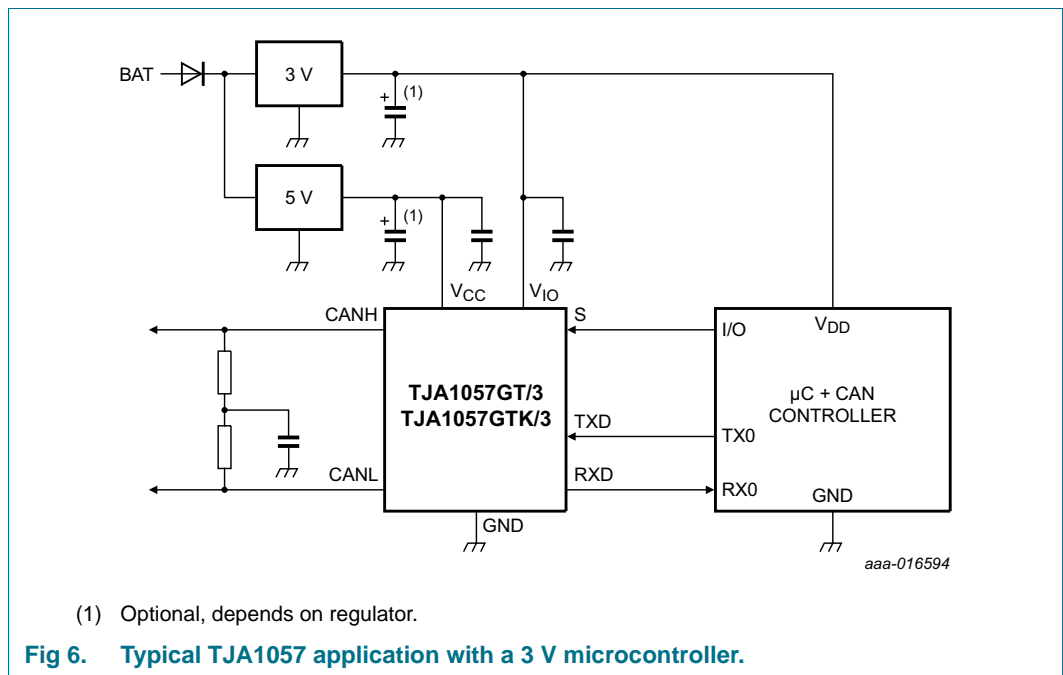 BAT
3 V
+
(1)
5 V
+
(1)
VCC
VIO
CANH
S
I/O
VDD
TJA1057GT/3
TJA1057GTK/3
µC + CAN
CONTROLLER
TXD
TX0
CANL
RXD
RX0
GND
GND
aaa-016594
(1) Optional, depends on regulator.
Fig 6. Typical TJA1057 application with a 3 V microcontroller.